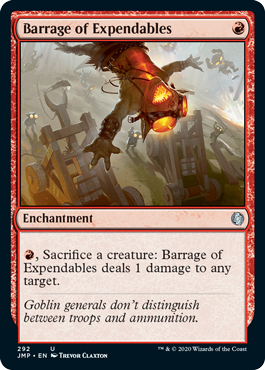 Barrage of Expendables
Enchantment
, Sacrifice a creature: Barrage of
Expendables deals 1 damage to any
target.
Goblin generals don't distinguish
between troops and ammunition.
292 U
JMP • EN TREVOR CLAXTON
™ & © 2020 Wizards of the Coast